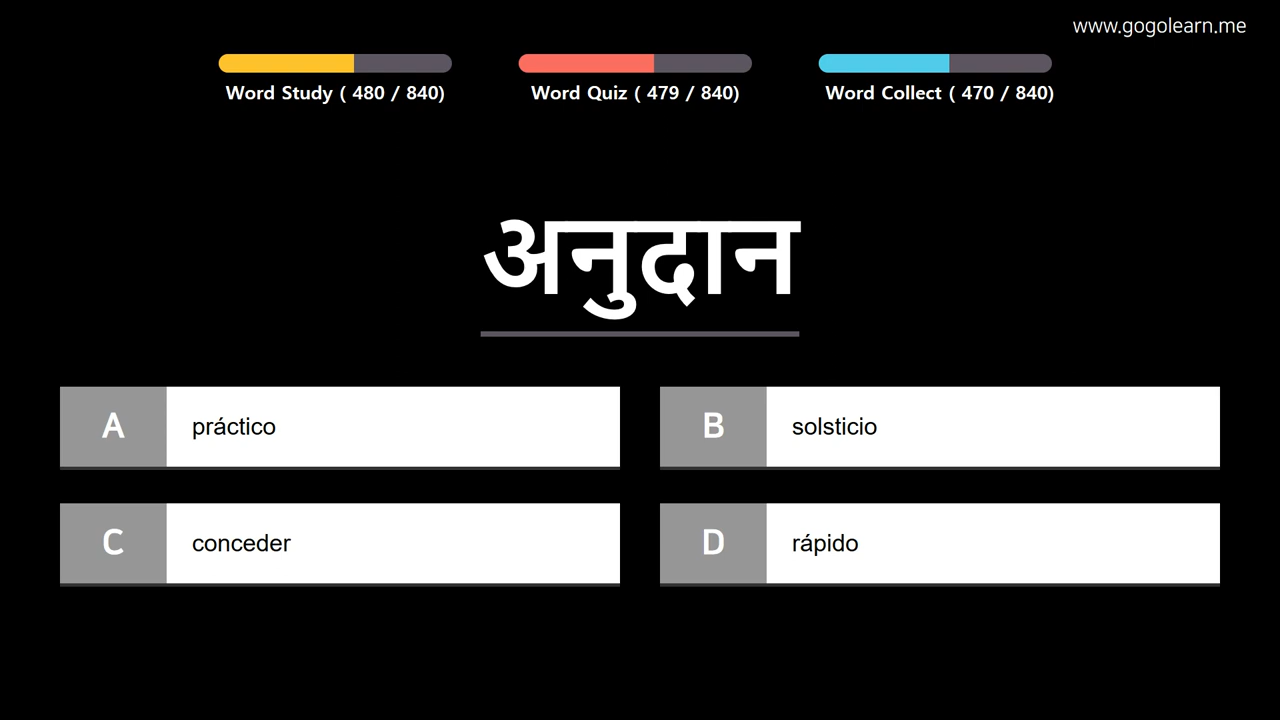 www.gogolearn.me
Word Study ( 480 / 840)
Word Quiz ( 479 / 840)
Word Collect ( 470 / 840)
अनुदान
A práctico
B solsticio
C conceder
D rápido